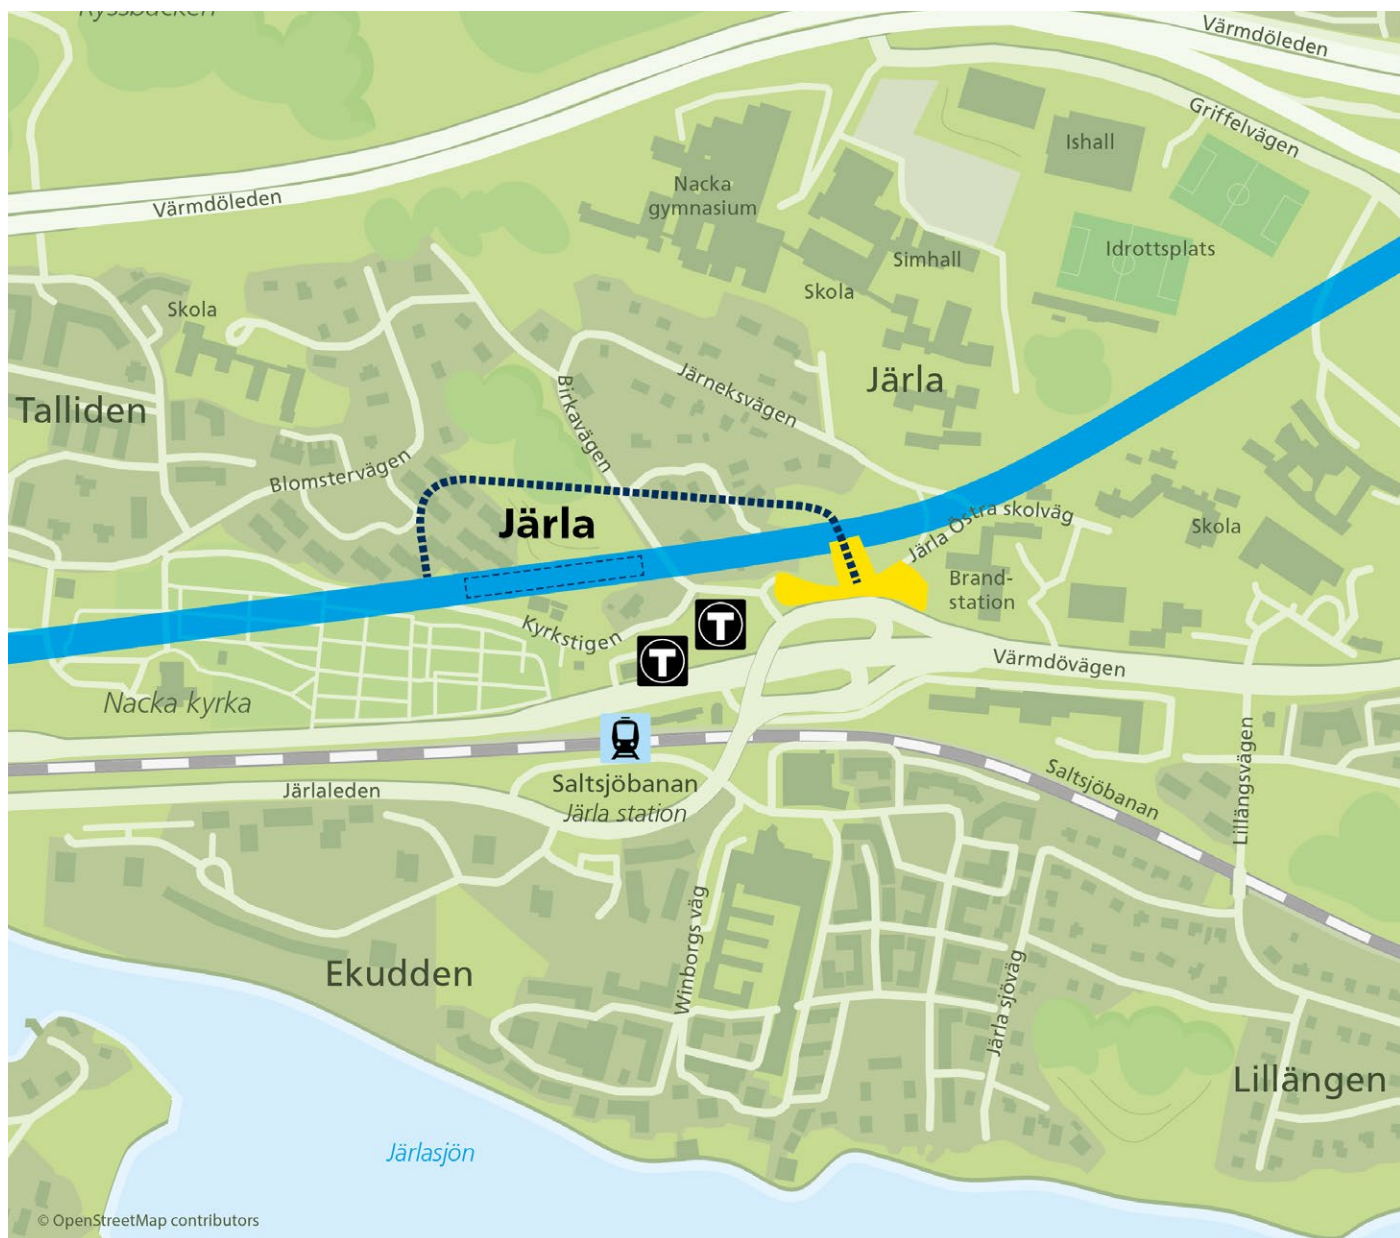 Ryssbacken
Värmdöleden
Värmdöleden
Griffelvägen
Ishall
Nacka
gymnasium
Idrottsplats
Simhall
Skola
Skola
Järla
Järneksvägen
Birkavägen
Talliden
Blomstervägen
Järla
Järla Östra skolväg
Skola
Brand-
station
Kyrkstigen
T
T
Värmdövägen
Nacka kyrka
Saltsjöbanan
Järla station
Järlaleden
Saltsjöbanan
Lillängsvägen
Winborgs väg
Ekudden
Järla sjöväg
Lillängen
Järlasjön
© OpenStreetMap contributors